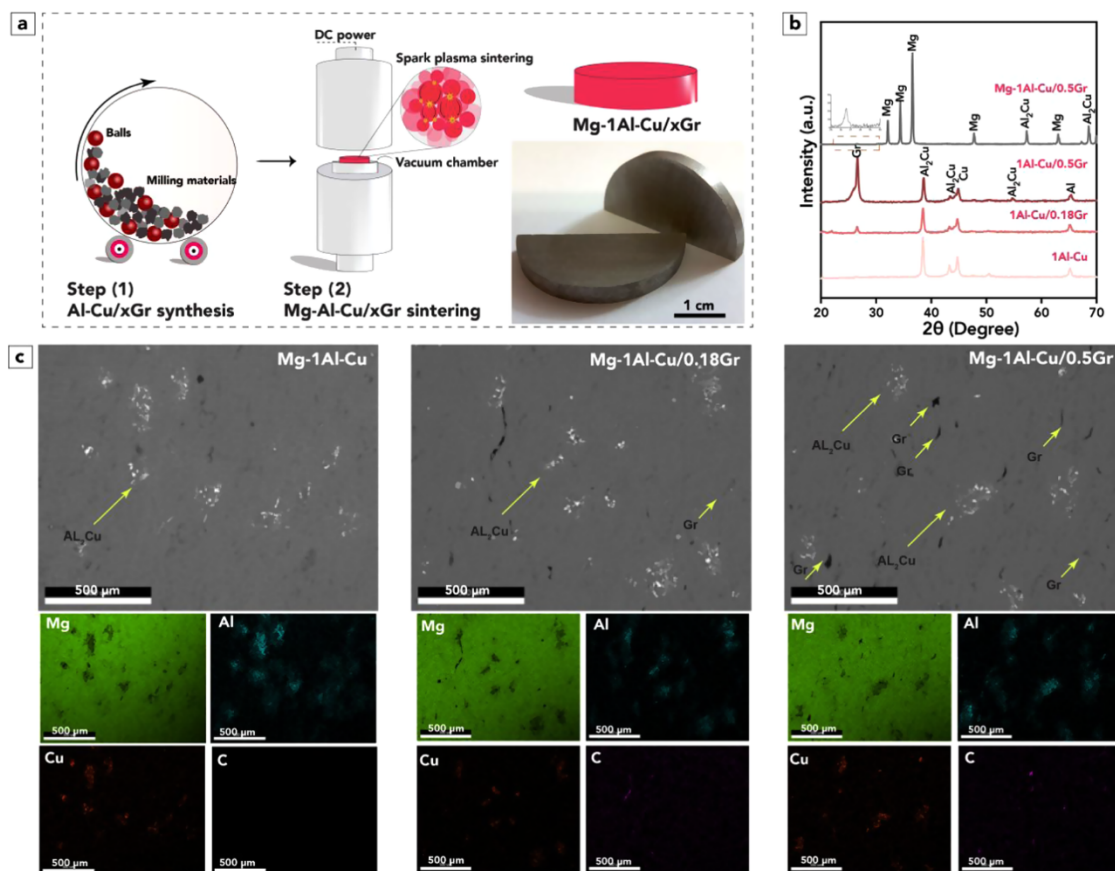 a
DC power
Spark plasma sintering
Balls
Milling materials
Vacuum chamber
Mg-1Al-Cu/xGr
1 cm
Step (1)
Al-Cu/xGr synthesis
Step (2)
Mg-Al-Cu/xGr sintering
b
Intensity (a.u.)
Mg
Mg
Mg
Mg
Al₂Cu
Mg
Al₂Cu
Mg-1Al-Cu/0.5Gr
Gr
Al₂Cu
Al₂Cu
Cu
Al₂Cu
Al
1Al-Cu/0.5Gr
1Al-Cu/0.18Gr
1Al-Cu
20 30 40 50 60 70
2θ (Degree)
c
Mg-1Al-Cu
AL₂Cu
500 µm
Mg-1Al-Cu/0.18Gr
AL₂Cu
Gr
500 µm
Mg-1Al-Cu/0.5Gr
AL₂Cu
Gr
Gr
Gr
AL₂Cu
Gr
Gr
500 µm
Mg
500 µm
Al
500 µm
Mg
500 µm
Al
500 µm
Mg
500 µm
Al
500 µm
Cu
500 µm
C
500 µm
Cu
500 µm
C
500 µm
Cu
500 µm
C
500 µm